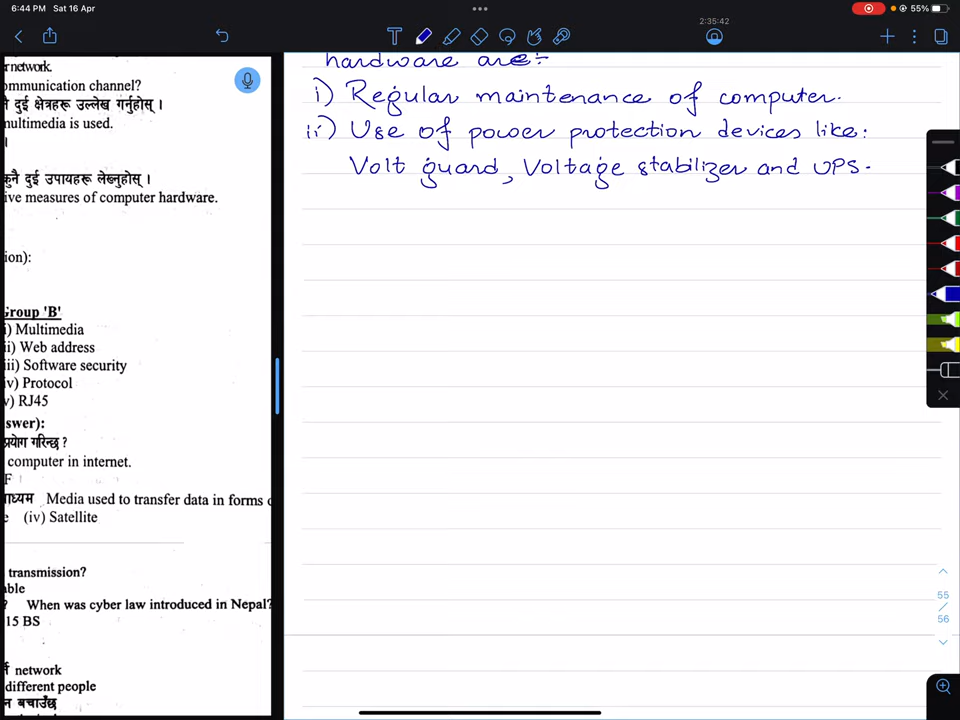 6:44 PM Sat 16 Apr
55%
2:35:42
network.
ommunication channel?
दुई क्षेत्रहरू उल्लेख गर्नुहोस् ।
multimedia is used.
कुनै दुई उपायहरू लेख्नुहोस् ।
ive measures of computer hardware.
ion):
Group 'B'
i) Multimedia
ii) Web address
iii) Software security
iv) Protocol
v) RJ45
swer):
प्रयोग गरिन्छ ?
computer in internet.
F
माध्यम Media used to transfer data in forms o
e (iv) Satellite
transmission?
able
? When was cyber law introduced in Nepal?
15 BS
network
different people
न बचाउँछ
hardware are:-
i) Regular maintenance of computer.
ii) Use of power protection devices like:
Volt guard, Voltage stabilizer and UPS.
T
55
/
56